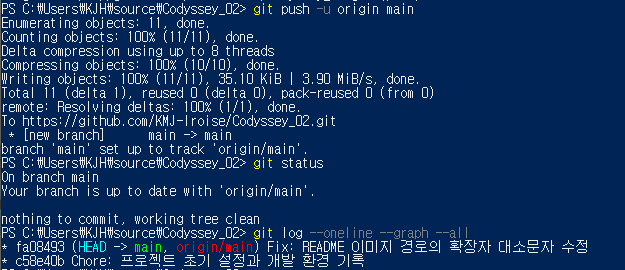 PS C:₩Users₩KJH₩source₩Codyssey_02> git push -u origin main
Enumerating objects: 11, done.
Counting objects: 100% (11/11), done.
Delta compression using up to 8 threads
Compressing objects: 100% (10/10), done.
Writing objects: 100% (11/11), 35.10 KiB | 3.90 MiB/s, done.
Total 11 (delta 1), reused 0 (delta 0), pack-reused 0 (from 0)
remote: Resolving deltas: 100% (1/1), done.
To https://github.com/KMJ-Iroise/Codyssey_02.git
 * [new branch]      main -> main
branch 'main' set up to track 'origin/main'.
PS C:₩Users₩KJH₩source₩Codyssey_02> git status
On branch main
Your branch is up to date with 'origin/main'.
nothing to commit, working tree clean
PS C:₩Users₩KJH₩source₩Codyssey_02> git log --oneline --graph --all
* fa08493 (HEAD -> main, origin/main) Fix: README 이미지 경로의 확장자 대소문자 수정
* c58e40b Chore: 프로젝트 초기 설정과 개발 환경 기록